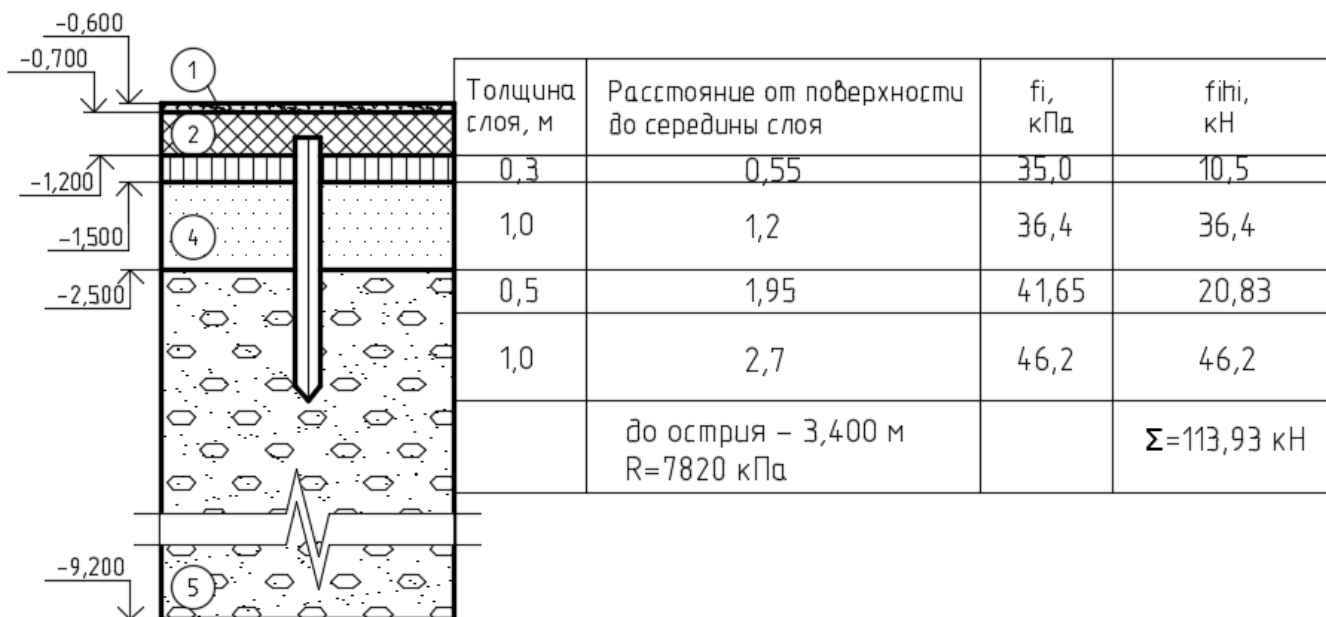 -0,600
-0,700
1
2
-1,200
-1,500
4
-2,500
-9,200
5
Толщина слоя, м
Расстояние от поверхности до середины слоя
fi, кПа
fihi, кН
0,3 0,55 35,0 10,5
1,0 1,2 36,4 36,4
0,5 1,95 41,65 20,83
1,0 2,7 46,2 46,2
до острия – 3,400 м
R=7820 кПа
Σ=113,93 кН